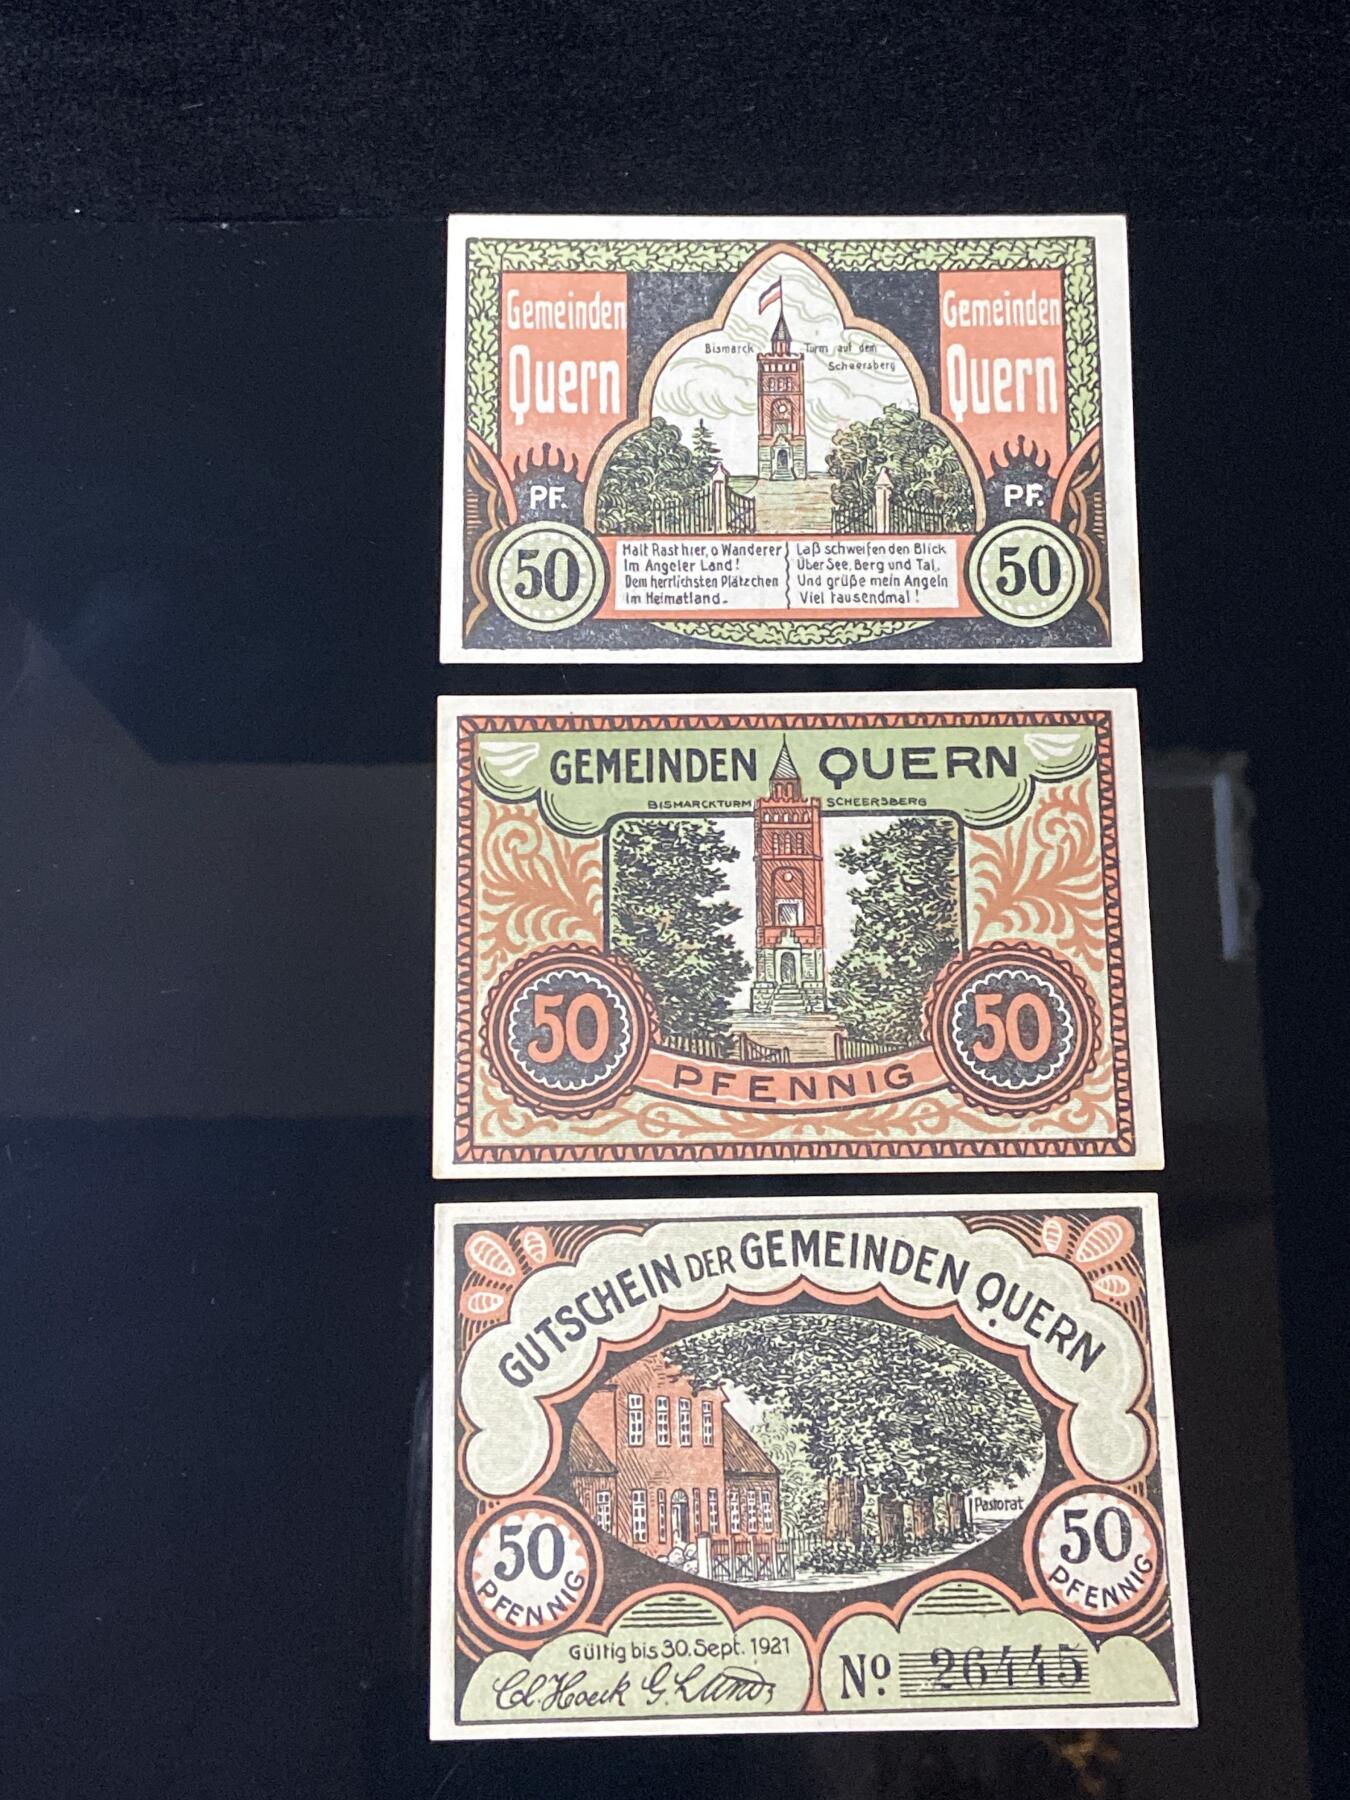 Gemeinden
Quern
Gemeinden
Quern
Bismarck Turm auf dem
Scheersberg
PF.
PF.
50
50
Halt Rast hier, o Wanderer
Im Angeler Land!
Dem herrlichsten Plätzchen
Im Heimatland.
Laß schweifen den Blick
Über See, Berg und Tal,
Und grüße mein Angeln
Viel tausendmal!
GEMEINDEN QUERN
BISMARCKTURM SCHEERSBERG
50
50
PFENNIG
GUTSCHEIN DER GEMEINDEN QUERN
Pastorat
50
PFENNIG
50
PFENNIG
Gültig bis 30. Sept. 1921
No. 26445